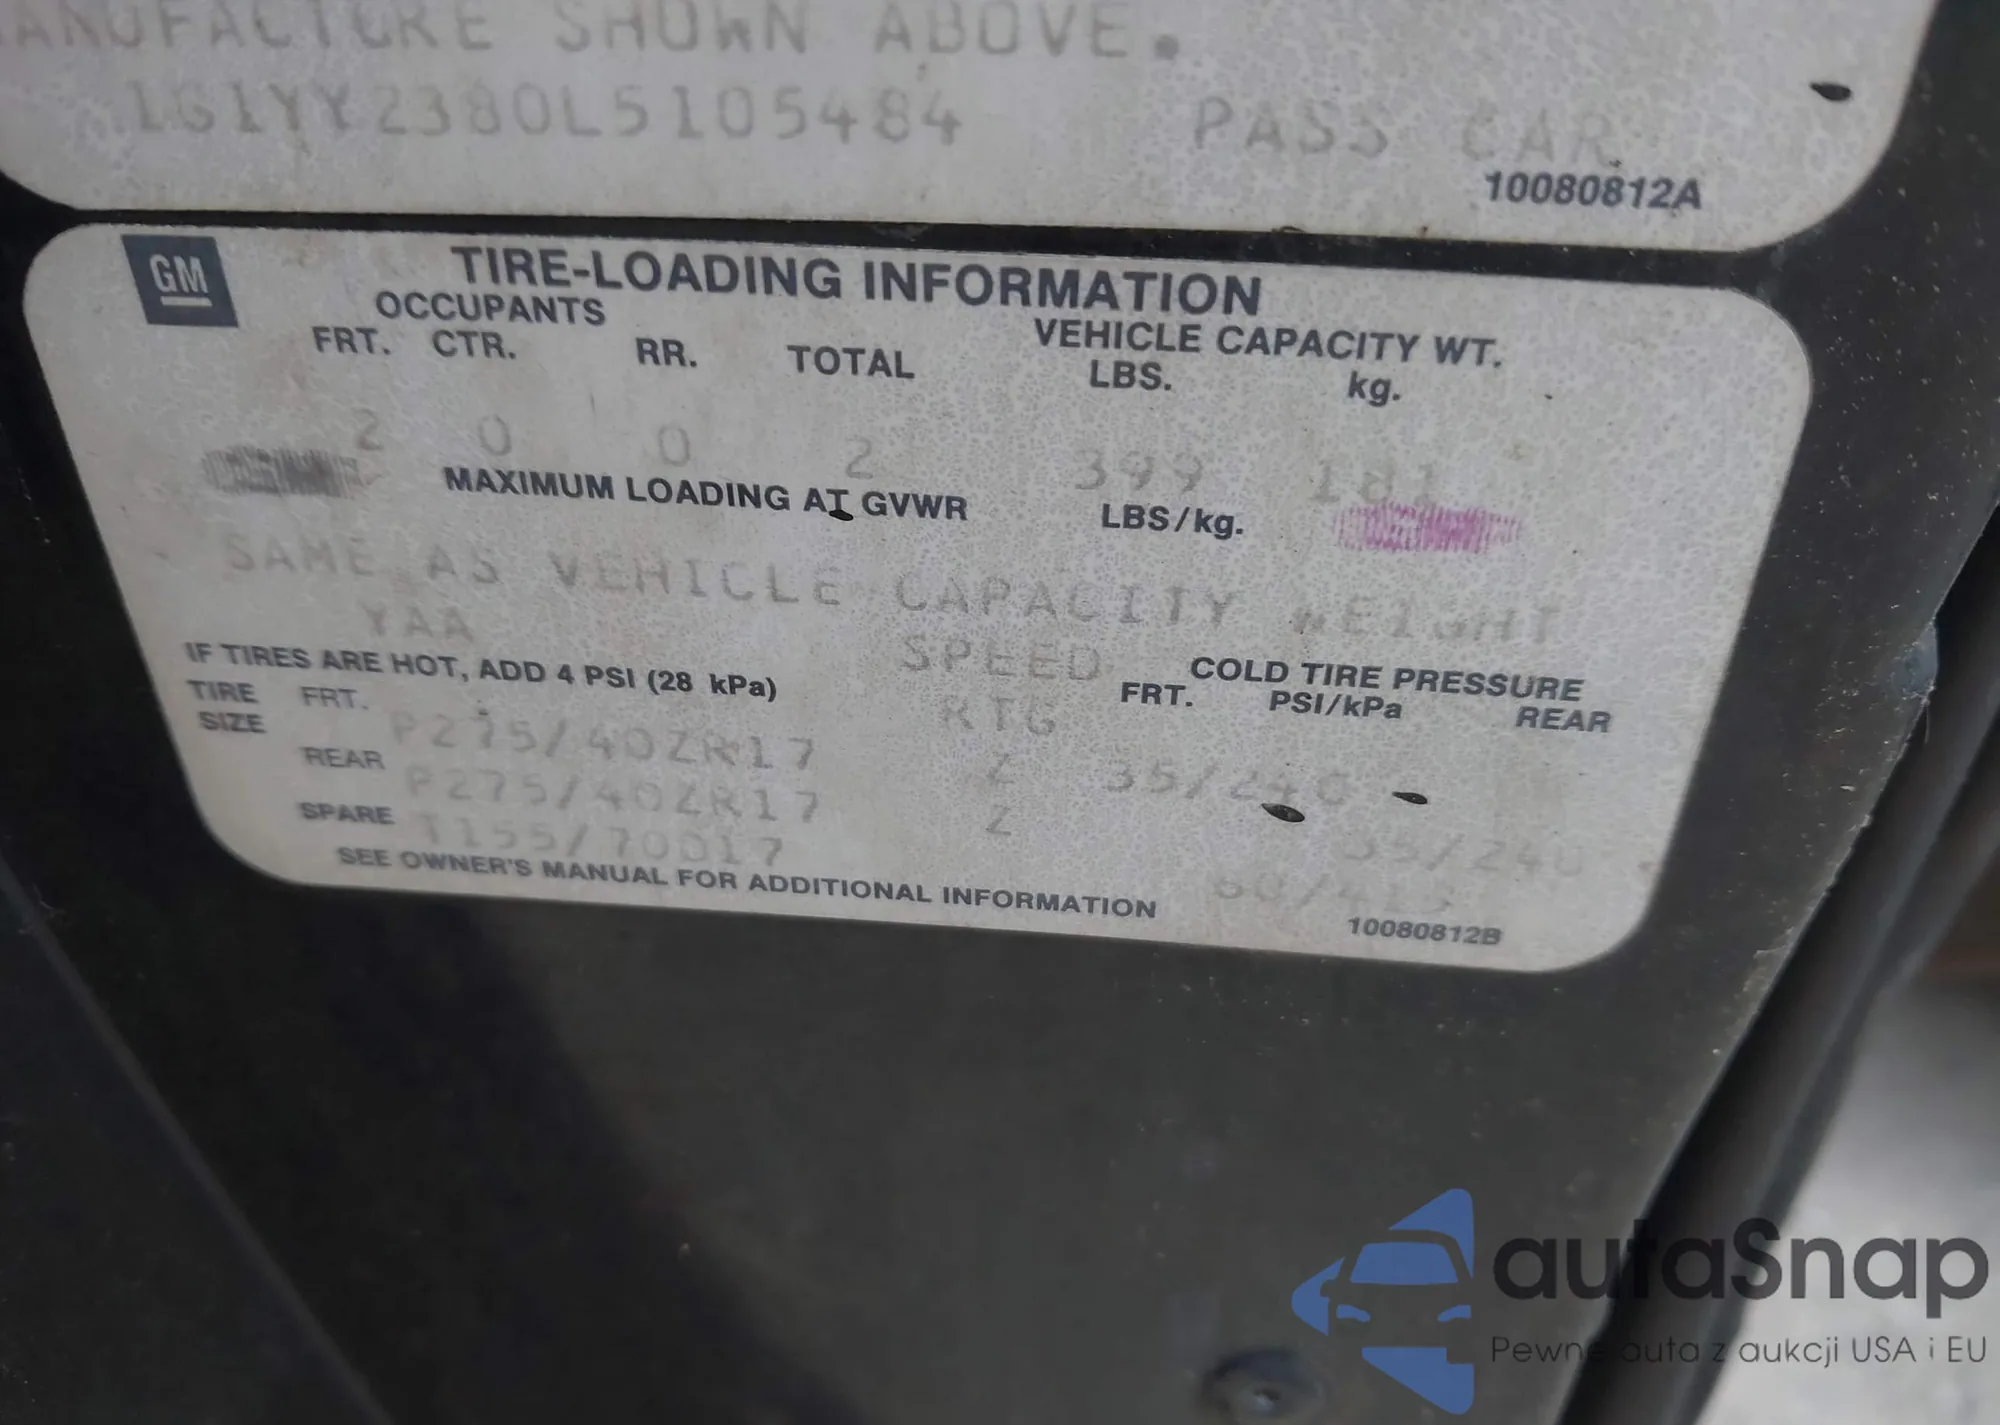 MANUFACTURE SHOWN ABOVE.
1G1YY2380L5105484 PASS CAR
10080812A
GM
TIRE-LOADING INFORMATION
OCCUPANTS VEHICLE CAPACITY WT.
FRT. CTR. RR. TOTAL LBS. kg.
2 0 0 2 399 181
MAXIMUM LOADING AT GVWR LBS/kg.
SAME AS VEHICLE CAPACITY WEIGHT
YAA SPEED
IF TIRES ARE HOT, ADD 4 PSI (28 kPa) COLD TIRE PRESSURE
TIRE FRT. RTG FRT. PSI/kPa REAR
SIZE P275/40ZR17 Z 35/240
REAR P275/40ZR17 Z 35/240
SPARE T155/70D17 60/415
SEE OWNER'S MANUAL FOR ADDITIONAL INFORMATION
10080812B
autaSnap
Pewne auta z aukcji USA i EU